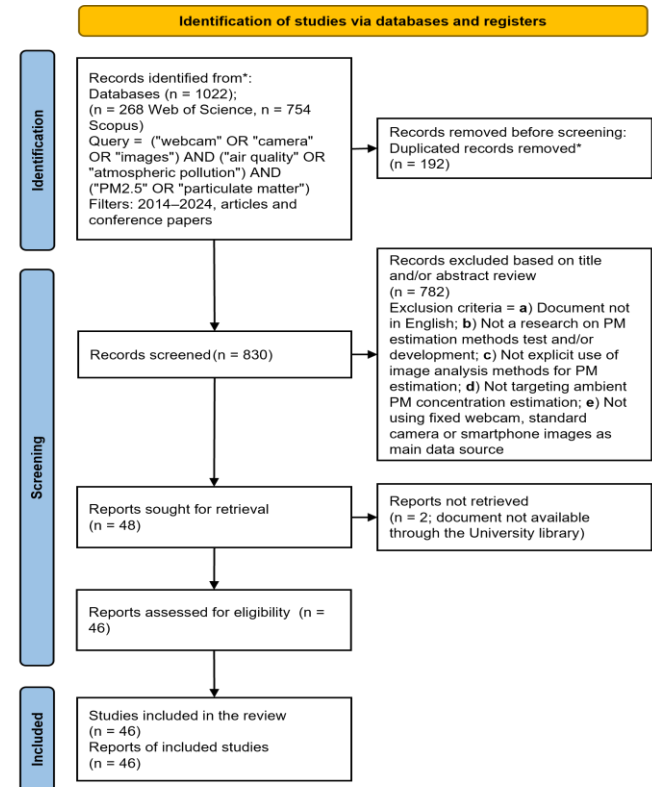 Identification of studies via databases and registers
Identification
Records identified from*:
Databases (n = 1022);
(n = 268 Web of Science, n = 754
Scopus)
Query = ("webcam" OR "camera"
OR "images") AND ("air quality" OR
"atmospheric pollution") AND
("PM2.5" OR "particulate matter")
Filters: 2014–2024, articles and
conference papers
Records removed before screening:
Duplicated records removed*
(n = 192)
Screening
Records screened (n = 830)
Records excluded based on title
and/or abstract review
(n = 782)
Exclusion criteria = a) Document not
in English; b) Not a research on PM
estimation methods test and/or
development; c) Not explicit use of
image analysis methods for PM
estimation; d) Not targeting ambient
PM concentration estimation; e) Not
using fixed webcam, standard
camera or smartphone images as
main data source
Reports sought for retrieval
(n = 48)
Reports not retrieved
(n = 2; document not available
through the University library)
Reports assessed for eligibility (n =
46)
Included
Studies included in the review
(n = 46)
Reports of included studies
(n = 46)